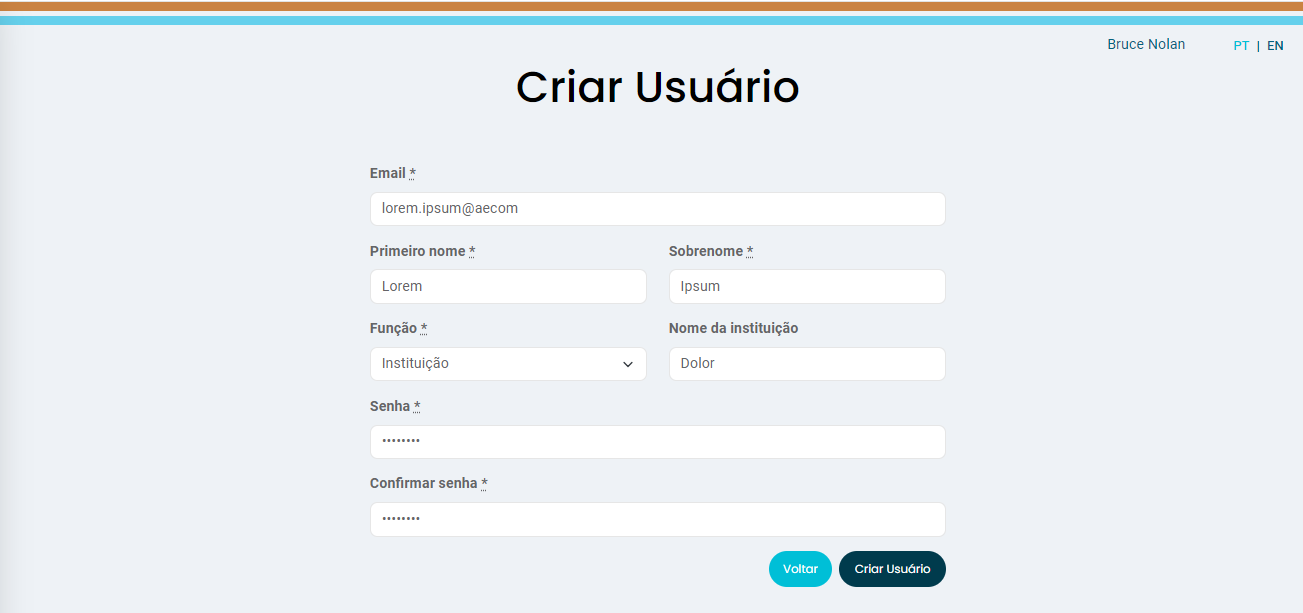 Bruce Nolan PT | EN
Criar Usuário
Email *
lorem.ipsum@aecom
Primeiro nome * Sobrenome *
Lorem Ipsum
Função * Nome da instituição
Instituição Dolor
Senha *
••••••••
Confirmar senha *
••••••••
Voltar Criar Usuário